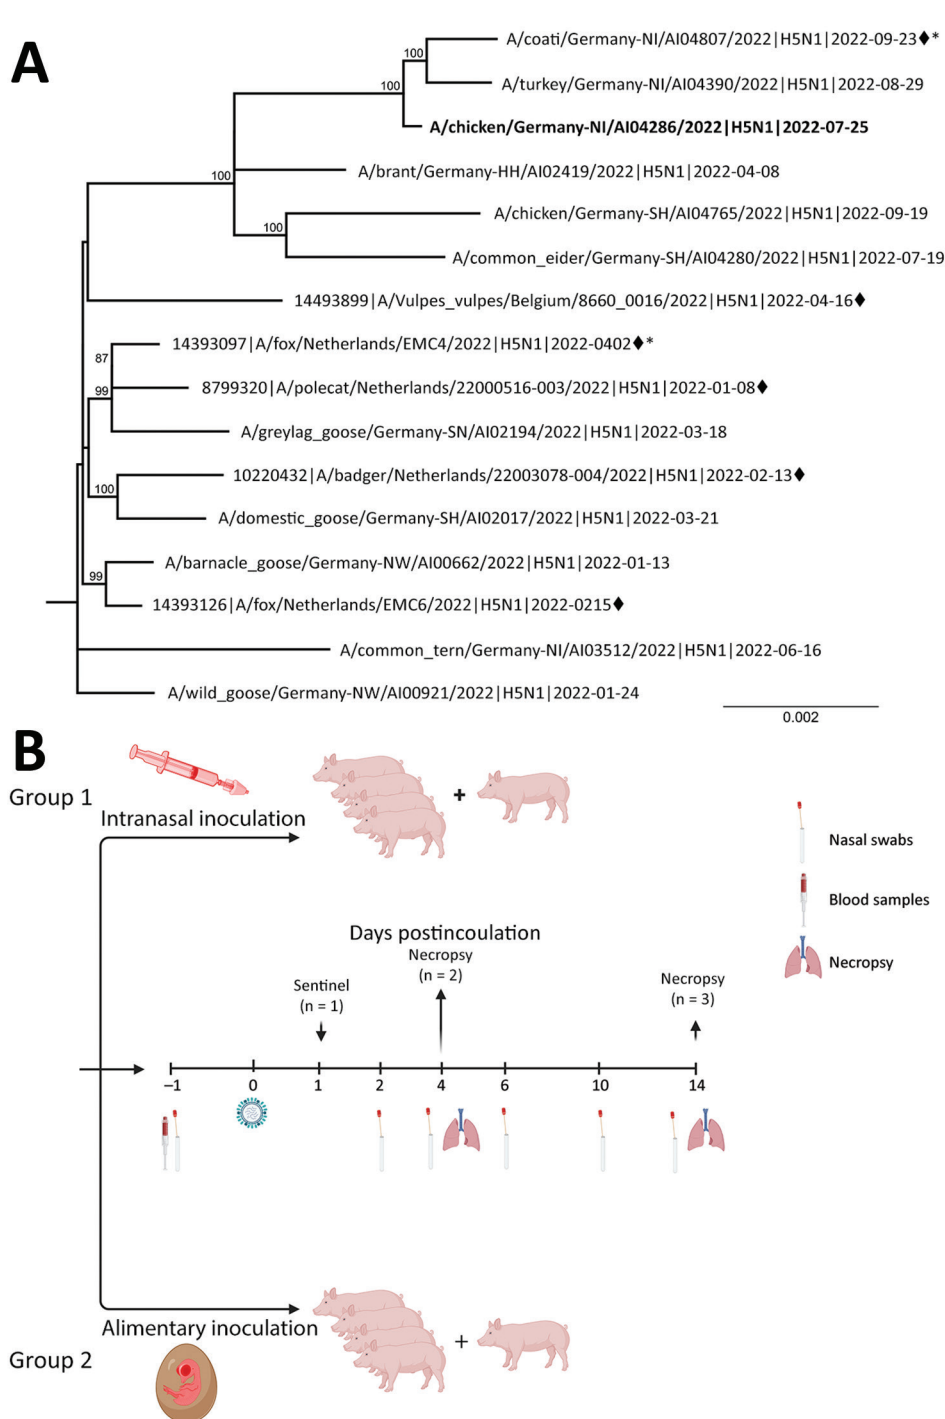 A
A/coati/Germany-NI/AI04807/2022|H5N1|2022-09-23♦*
100
A/turkey/Germany-NI/AI04390/2022|H5N1|2022-08-29
100
A/chicken/Germany-NI/AI04286/2022|H5N1|2022-07-25
A/brant/Germany-HH/AI02419/2022|H5N1|2022-04-08
100
A/chicken/Germany-SH/AI04765/2022|H5N1|2022-09-19
100
A/common_eider/Germany-SH/AI04280/2022|H5N1|2022-07-19
14493899|A/Vulpes_vulpes/Belgium/8660_0016/2022|H5N1|2022-04-16♦
14393097|A/fox/Netherlands/EMC4/2022|H5N1|2022-0402♦*
87
8799320|A/polecat/Netherlands/22000516-003/2022|H5N1|2022-01-08♦
99
A/greylag_goose/Germany-SN/AI02194/2022|H5N1|2022-03-18
10220432|A/badger/Netherlands/22003078-004/2022|H5N1|2022-02-13♦
100
A/domestic_goose/Germany-SH/AI02017/2022|H5N1|2022-03-21
A/barnacle_goose/Germany-NW/AI00662/2022|H5N1|2022-01-13
99
14393126|A/fox/Netherlands/EMC6/2022|H5N1|2022-0215♦
A/common_tern/Germany-NI/AI03512/2022|H5N1|2022-06-16
A/wild_goose/Germany-NW/AI00921/2022|H5N1|2022-01-24
0.002
B
Group 1
Intranasal inoculation
+
Nasal swabs
Blood samples
Necropsy
Days postincoulation
Necropsy
(n = 2)
Sentinel
(n = 1)
Necropsy
(n = 3)
–1 0 1 2 4 6 10 14
Alimentary inoculation
+
Group 2